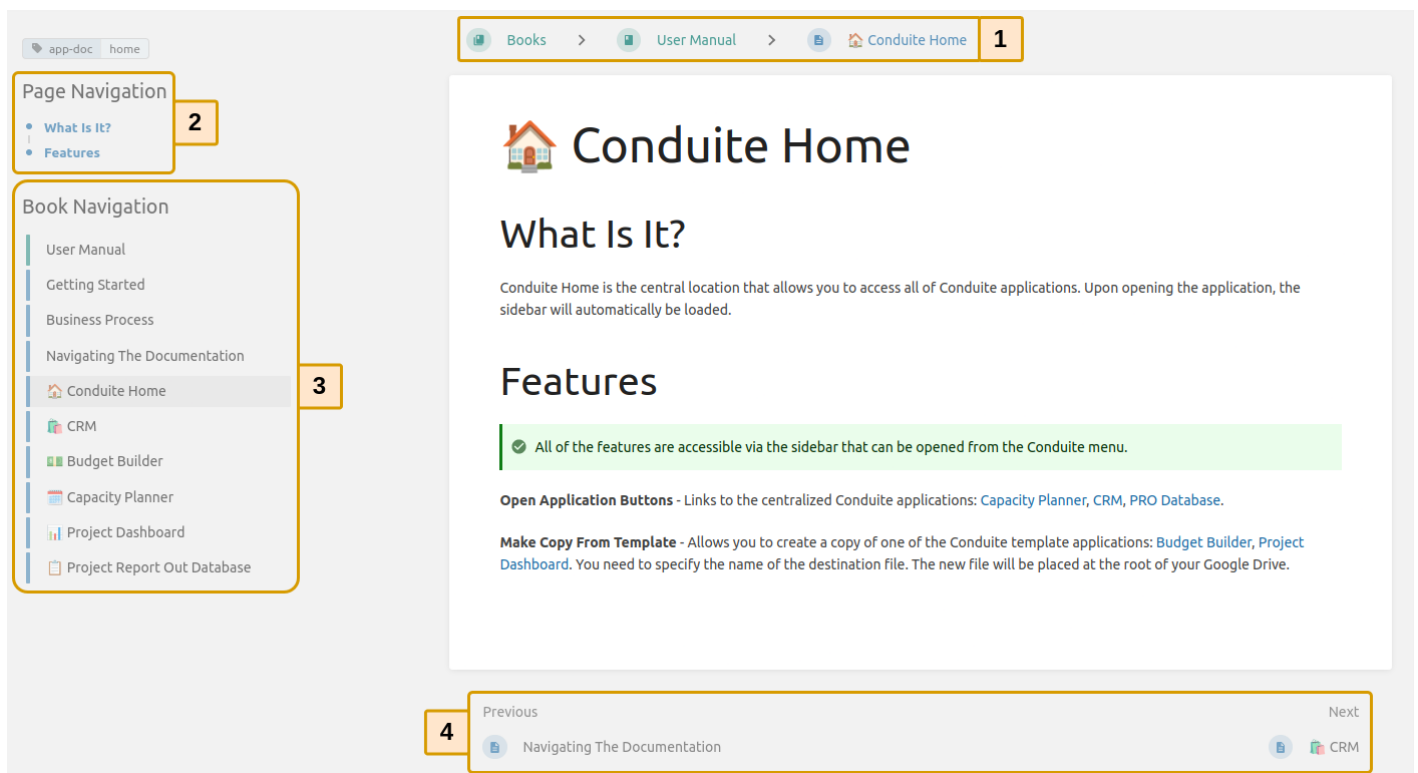 app-doc home
Books > User Manual > Conduite Home
1
Page Navigation
What Is It?
Features
2
Book Navigation
User Manual
Getting Started
Business Process
Navigating The Documentation
Conduite Home
CRM
Budget Builder
Capacity Planner
Project Dashboard
Project Report Out Database
3
Conduite Home
What Is It?
Conduite Home is the central location that allows you to access all of Conduite applications. Upon opening the application, the
sidebar will automatically be loaded.
Features
All of the features are accessible via the sidebar that can be opened from the Conduite menu.
Open Application Buttons - Links to the centralized Conduite applications: Capacity Planner, CRM, PRO Database.
Make Copy From Template - Allows you to create a copy of one of the Conduite template applications: Budget Builder, Project
Dashboard. You need to specify the name of the destination file. The new file will be placed at the root of your Google Drive.
4
Previous
Navigating The Documentation
Next
CRM